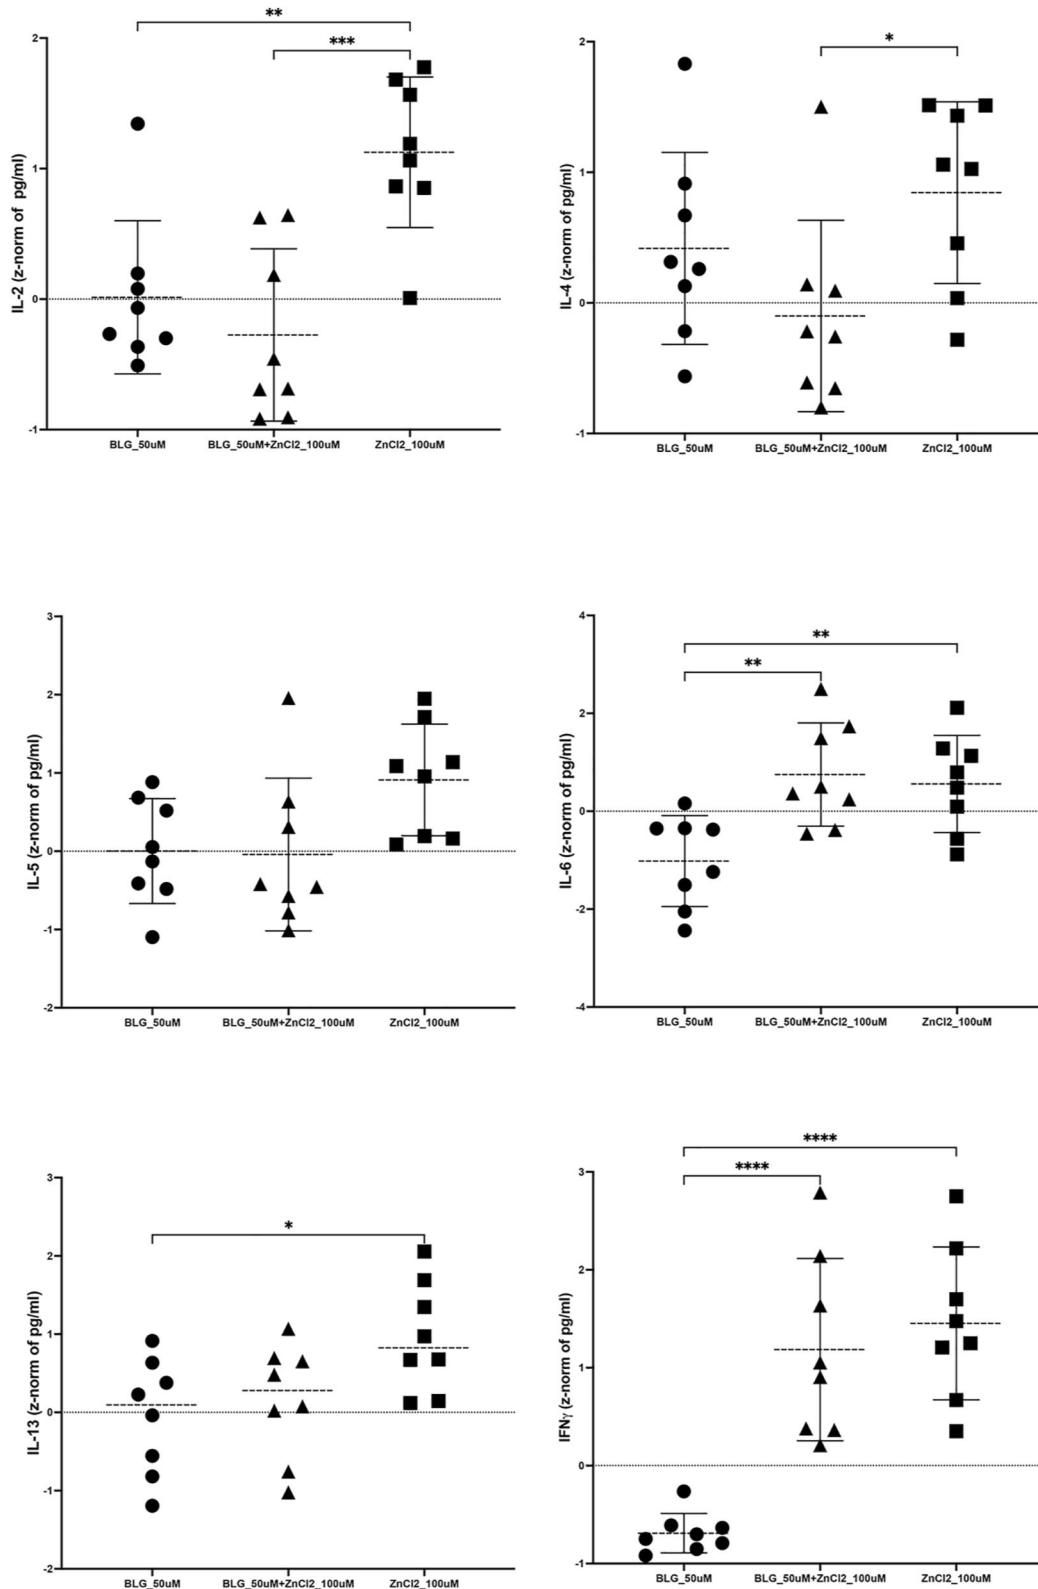 **
***
2
1
0
-1
IL-2 (z-norm of pg/ml)
BLG_50uM
BLG_50uM+ZnCl2_100uM
ZnCl2_100uM
*
2
1
0
-1
IL-4 (z-norm of pg/ml)
BLG_50uM
BLG_50uM+ZnCl2_100uM
ZnCl2_100uM
3
2
1
0
-1
-2
IL-5 (z-norm of pg/ml)
BLG_50uM
BLG_50uM+ZnCl2_100uM
ZnCl2_100uM
**
**
4
2
0
-2
-4
IL-6 (z-norm of pg/ml)
BLG_50uM
BLG_50uM+ZnCl2_100uM
ZnCl2_100uM
*
3
2
1
0
-1
-2
IL-13 (z-norm of pg/ml)
BLG_50uM
BLG_50uM+ZnCl2_100uM
ZnCl2_100uM
****
****
3
2
1
0
-1
IFNγ (z-norm of pg/ml)
BLG_50uM
BLG_50uM+ZnCl2_100uM
ZnCl2_100uM